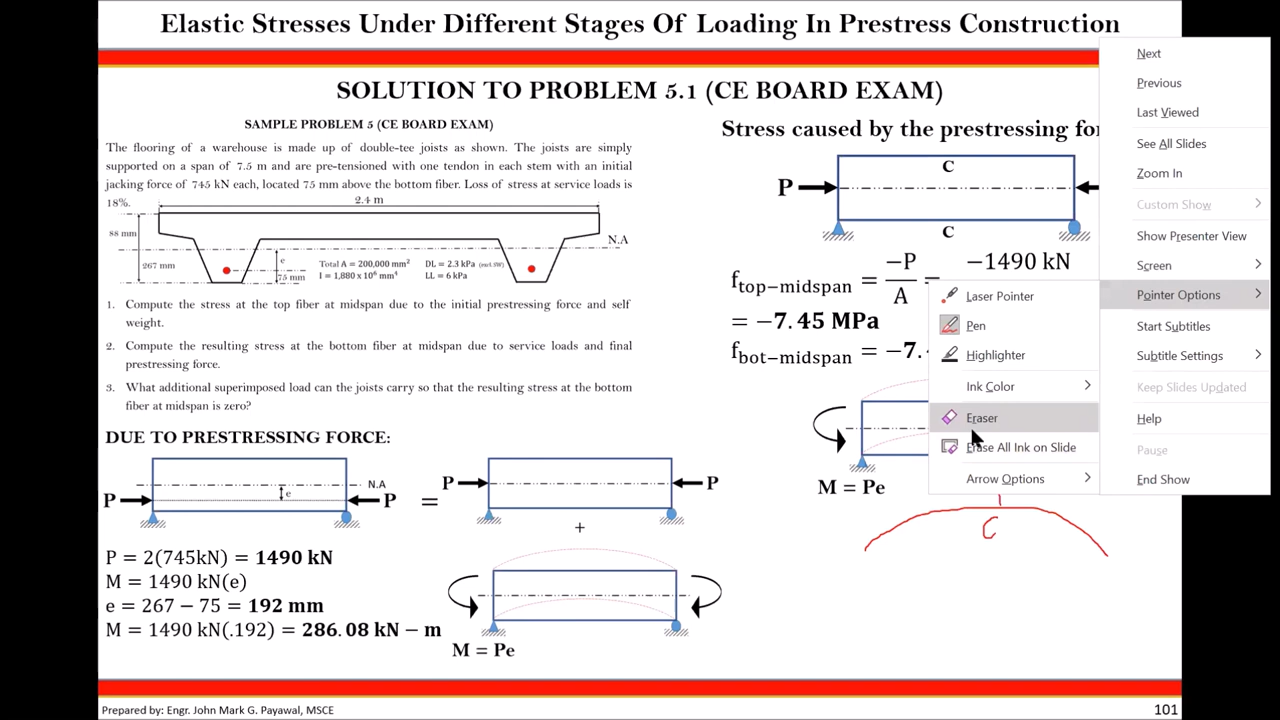 Elastic Stresses Under Different Stages Of Loading In Prestress Construction
SOLUTION TO PROBLEM 5.1 (CE BOARD EXAM)
SAMPLE PROBLEM 5 (CE BOARD EXAM)
The flooring of a warehouse is made up of double-tee joists as shown. The joists are simply
supported on a span of 7.5 m and are pre-tensioned with one tendon in each stem with an initial
jacking force of 745 kN each, located 75 mm above the bottom fiber. Loss of stress at service loads is
18%.
2.4 m
88 mm
N.A
267 mm
e
75 mm
Total A = 200,000 mm²
I = 1,880 x 10⁶ mm⁴
DL = 2.3 kPa (excl.SW)
LL = 6 kPa
1. Compute the stress at the top fiber at midspan due to the initial prestressing force and self
weight.
2. Compute the resulting stress at the bottom fiber at midspan due to service loads and final
prestressing force.
3. What additional superimposed load can the joists carry so that the resulting stress at the bottom
fiber at midspan is zero?
DUE TO PRESTRESSING FORCE:
N.A
e
P P = P P
+
P = 2(745kN) = 1490 kN
M = 1490 kN(e)
e = 267 − 75 = 192 mm
M = 1490 kN(.192) = 286.08 kN − m
M = Pe
Stress caused by the prestressing
C
P
C
f top−midspan = −P/A = −1490 kN
= −7.45 MPa
f bot−midspan = −7.
M = Pe
C
Next
Previous
Last Viewed
See All Slides
Zoom In
Custom Show
Show Presenter View
Screen
Pointer Options
Start Subtitles
Subtitle Settings
Keep Slides Updated
Help
Pause
End Show
Laser Pointer
Pen
Highlighter
Ink Color
Eraser
Erase All Ink on Slide
Arrow Options
Prepared by: Engr. John Mark G. Payawal, MSCE
101